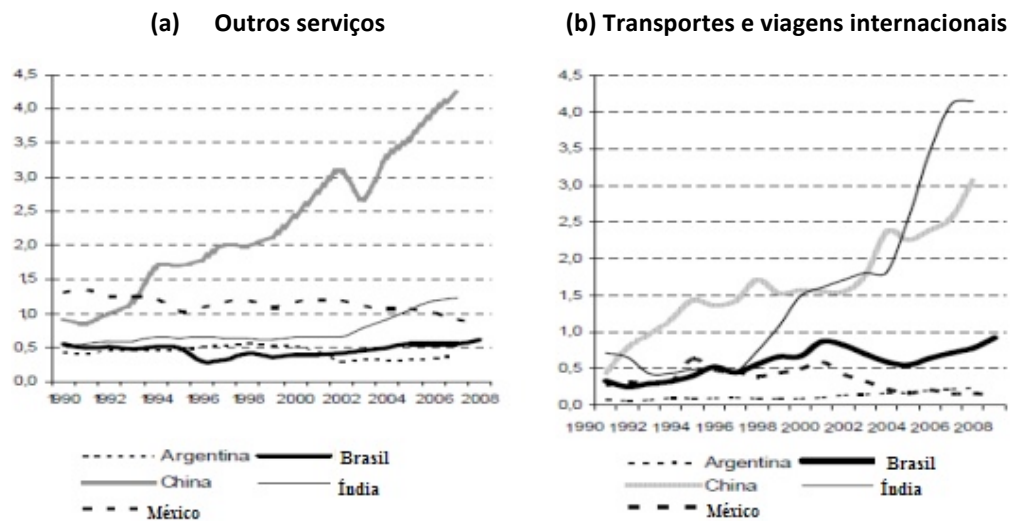 (a) Outros serviços
4,5
4,0
3,5
3,0
2,5
2,0
1,5
1,0
0,5
0,0
1990 1992 1994 1996 1998 2000 2002 2004 2006 2008
Argentina Brasil
China Índia
México
(b) Transportes e viagens internacionais
4,5
4,0
3,5
3,0
2,5
2,0
1,5
1,0
0,5
0,0
1990 1992 1994 1996 1998 2000 2002 2004 2006 2008
Argentina Brasil
China Índia
México